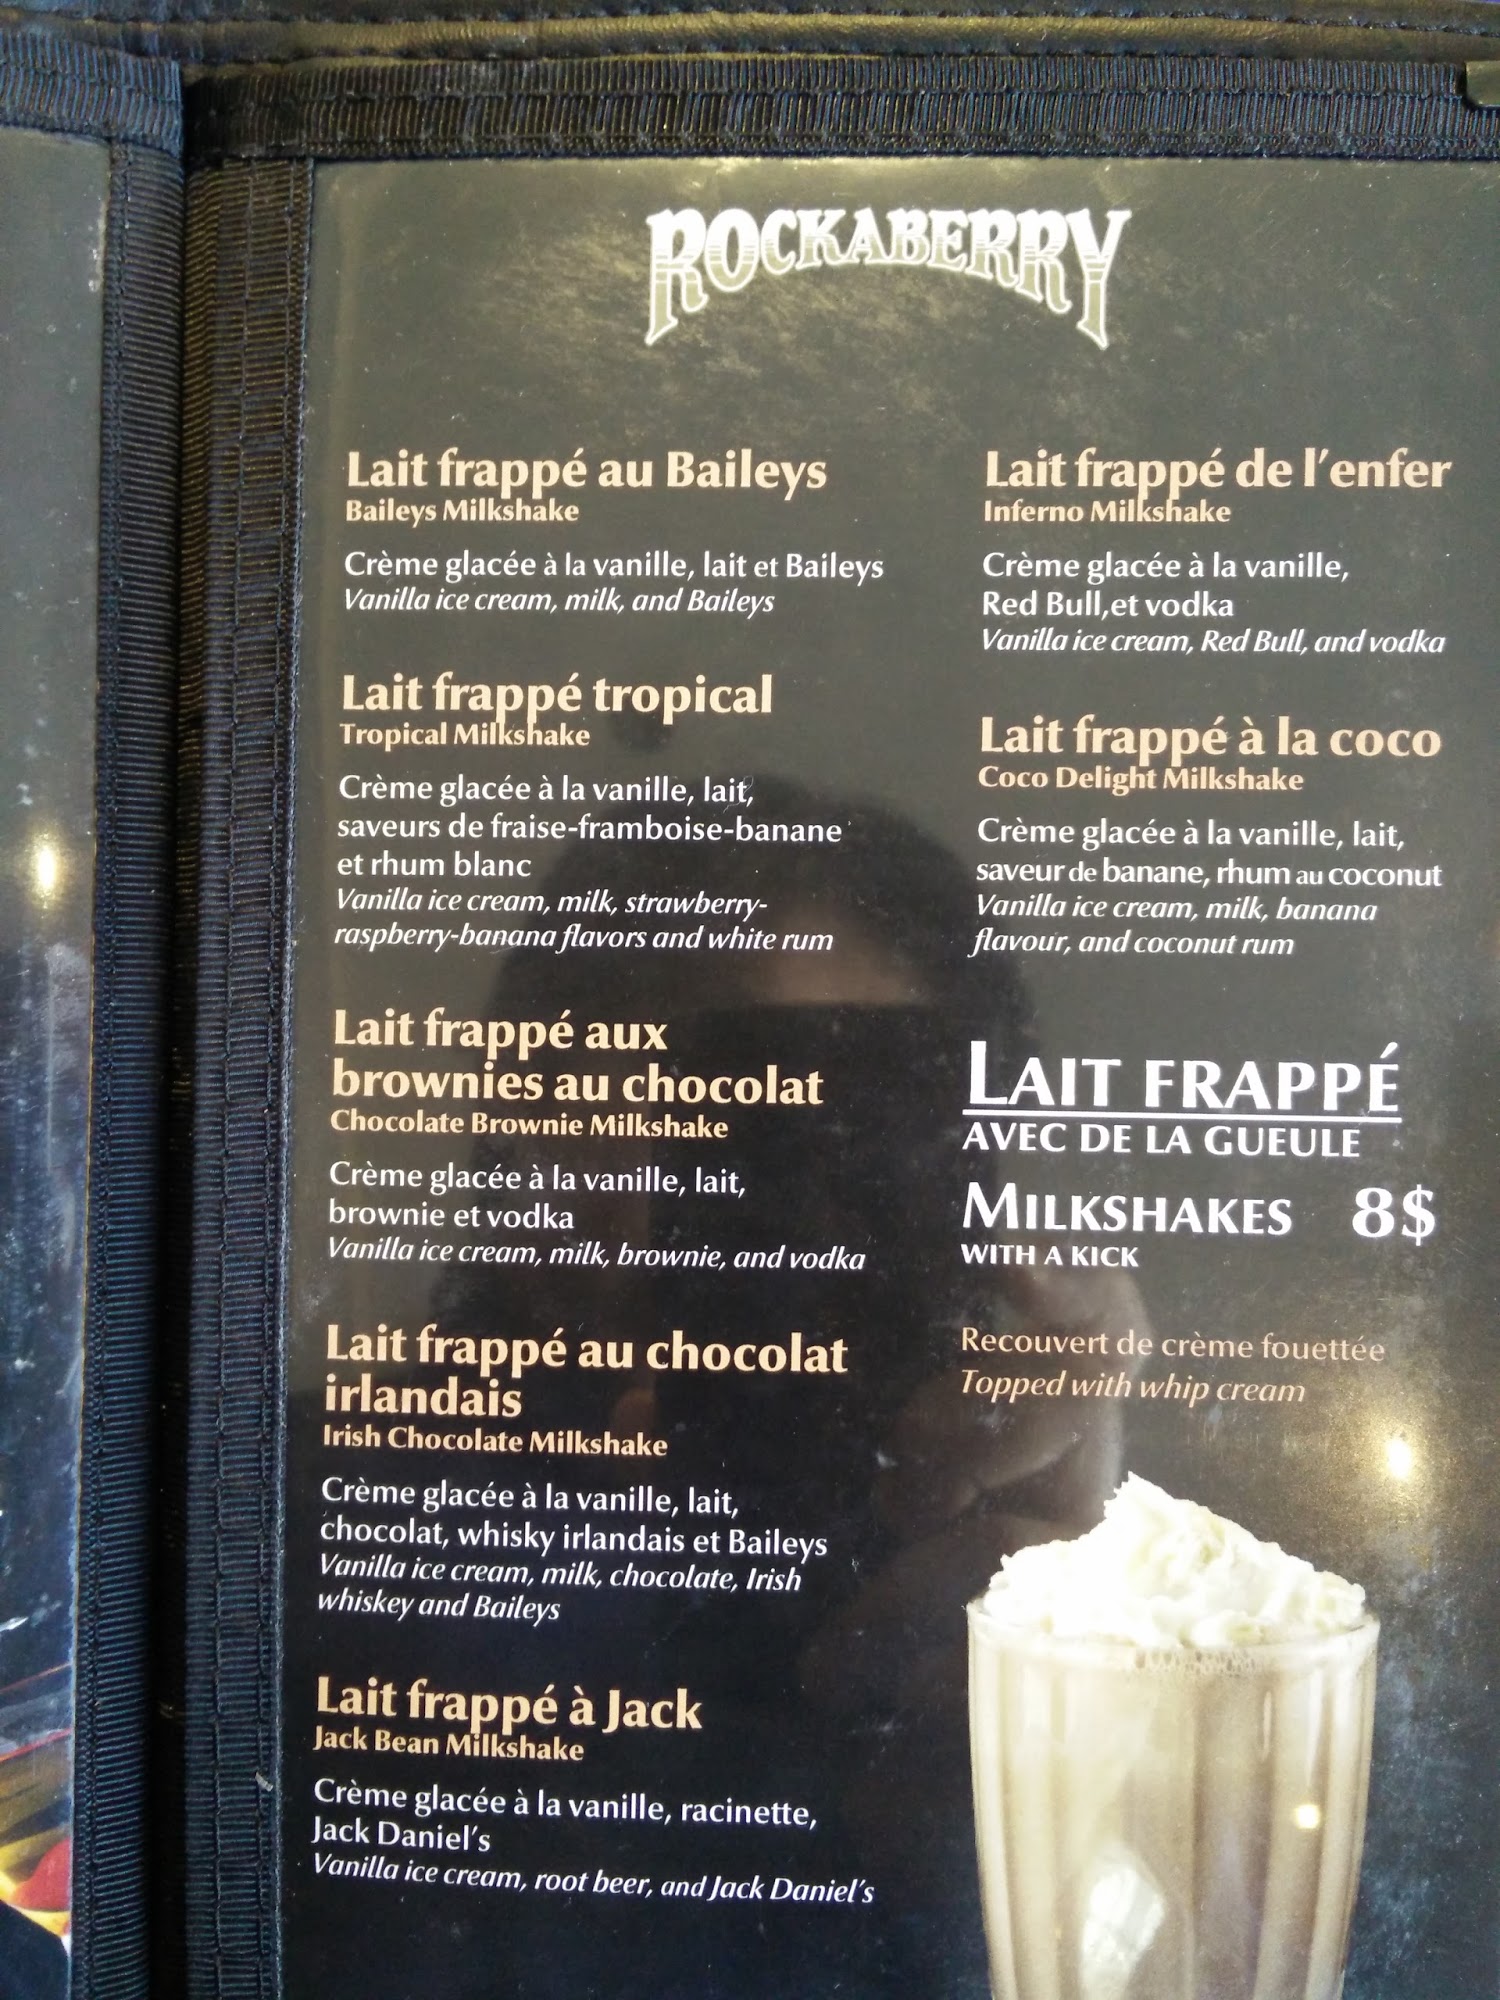 ROCKABERRY
Lait frappé au Baileys
Baileys Milkshake
Crème glacée à la vanille, lait et Baileys
Vanilla ice cream, milk, and Baileys
Lait frappé tropical
Tropical Milkshake
Crème glacée à la vanille, lait,
saveurs de fraise-framboise-banane
et rhum blanc
Vanilla ice cream, milk, strawberry-
raspberry-banana flavors and white rum
Lait frappé aux
brownies au chocolat
Chocolate Brownie Milkshake
Crème glacée à la vanille, lait,
brownie et vodka
Vanilla ice cream, milk, brownie, and vodka
Lait frappé au chocolat
irlandais
Irish Chocolate Milkshake
Crème glacée à la vanille, lait,
chocolat, whisky irlandais et Baileys
Vanilla ice cream, milk, chocolate, Irish
whiskey and Baileys
Lait frappé à Jack
Jack Bean Milkshake
Crème glacée à la vanille, racinette,
Jack Daniel's
Vanilla ice cream, root beer, and Jack Daniel's
Lait frappé de l'enfer
Inferno Milkshake
Crème glacée à la vanille,
Red Bull,et vodka
Vanilla ice cream, Red Bull, and vodka
Lait frappé à la coco
Coco Delight Milkshake
Crème glacée à la vanille, lait,
saveur de banane, rhum au coconut
Vanilla ice cream, milk, banana
flavour, and coconut rum
LAIT FRAPPÉ
AVEC DE LA GUEULE
MILKSHAKES 8$
WITH A KICK
Recouvert de crème fouettée
Topped with whip cream